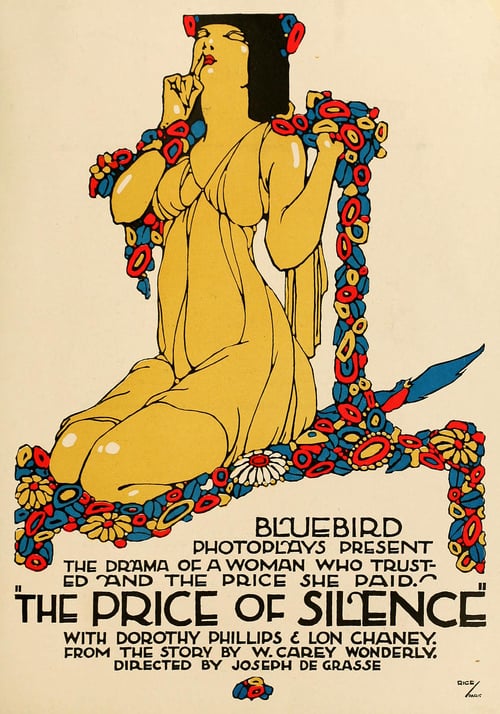 BLUEBIRD
PHOTOPLAYS PRESENT
THE DRAMA OF A WOMAN WHO TRUST-
ED AND THE PRICE SHE PAID.
"THE PRICE OF SILENCE"
WITH DOROTHY PHILLIPS & LON CHANEY.
FROM THE STORY BY W. CAREY WONDERLY.
DIRECTED BY JOSEPH DE GRASSE
RICE